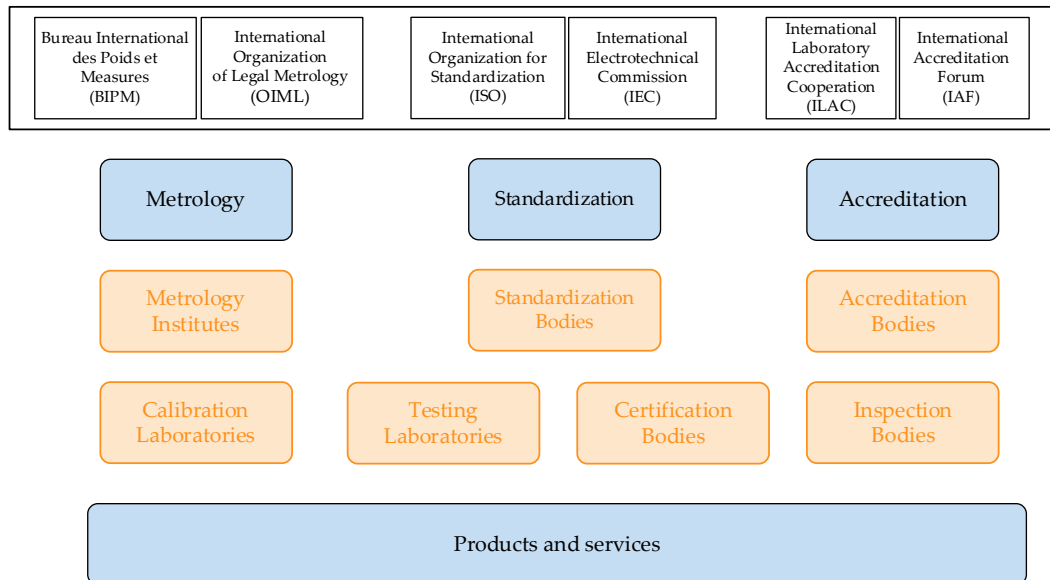 Bureau International
des Poids et
Measures
(BIPM)
International
Organization
of Legal Metrology
(OIML)
International
Organization for
Standardization
(ISO)
International
Electrotechnical
Commission
(IEC)
International
Laboratory
Accreditation
Cooperation
(ILAC)
International
Accreditation
Forum
(IAF)
Metrology
Standardization
Accreditation
Metrology
Institutes
Standardization
Bodies
Accreditation
Bodies
Calibration
Laboratories
Testing
Laboratories
Certification
Bodies
Inspection
Bodies
Products and services